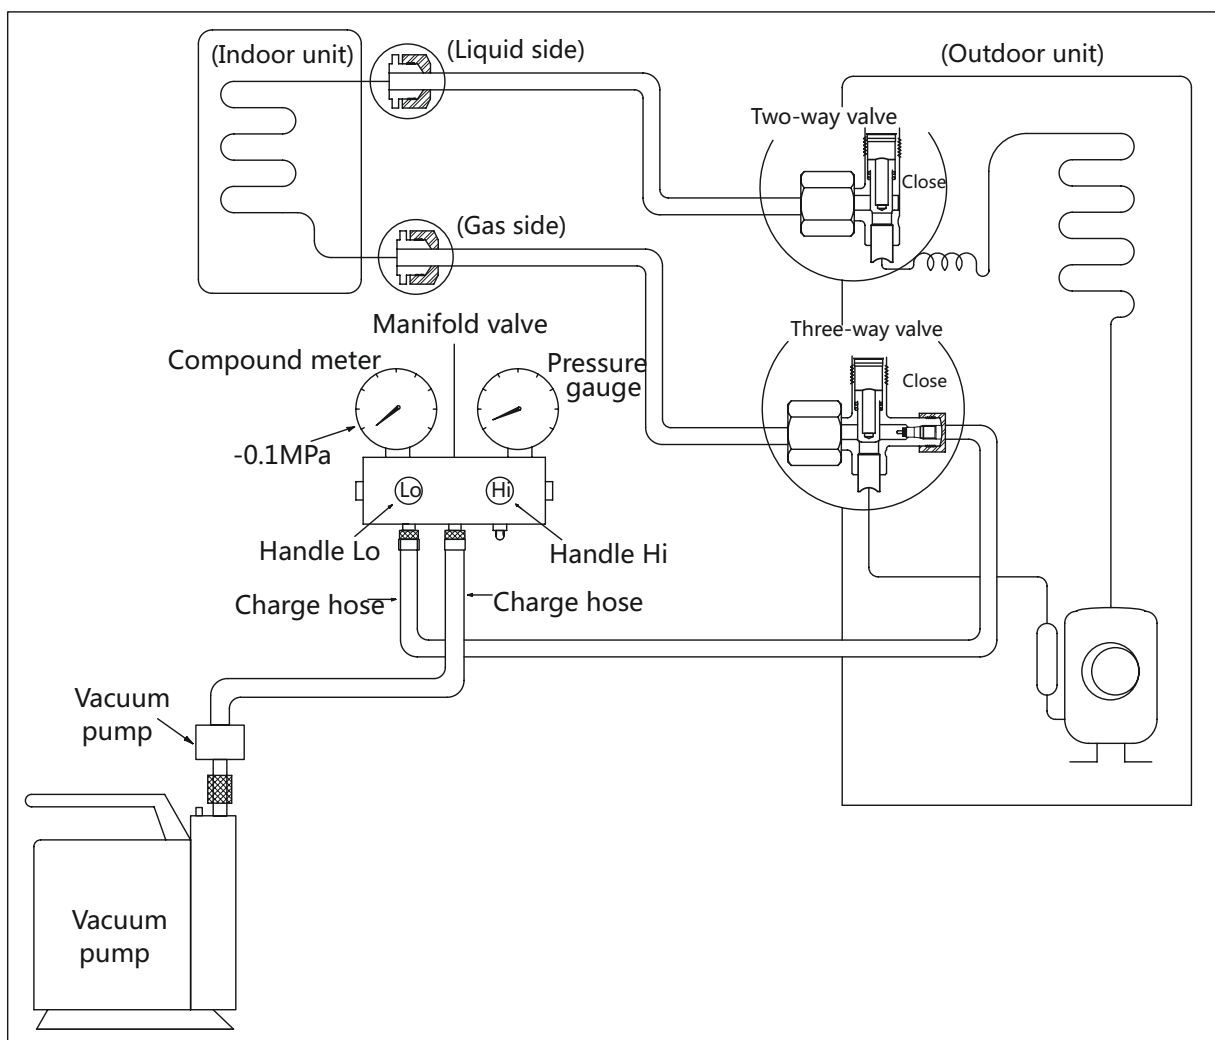 (Indoor unit)
(Liquid side)
(Outdoor unit)
Two-way valve
Close
(Gas side)
Manifold valve
Three-way valve
Compound meter
Pressure
gauge
Close
-0.1MPa
Lo
Hi
Handle Lo
Handle Hi
Charge hose
Charge hose
Vacuum
pump
Vacuum
pump